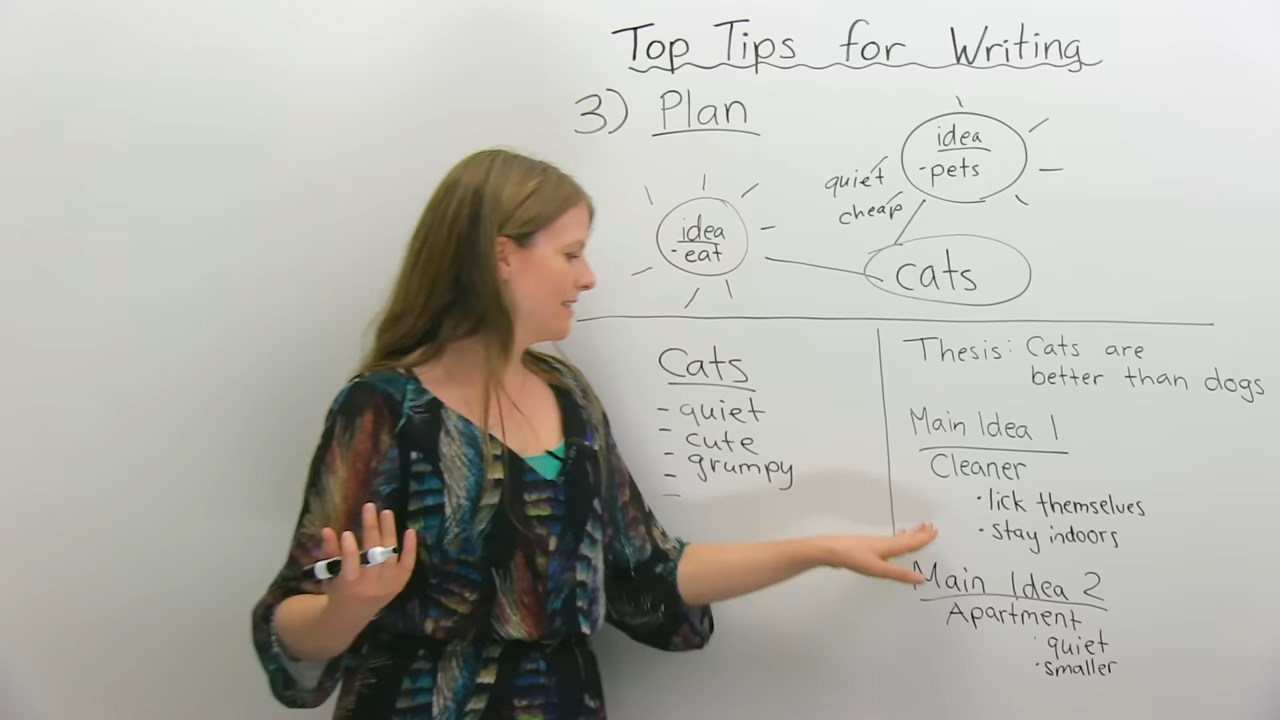 Top Tips for Writing
3) Plan
idea
-pets
quiet
cheap
idea
-eat
cats
Cats
- quiet
- cute
- grumpy
-
Thesis: Cats are
better than dogs
Main Idea 1
Cleaner
• lick themselves
• stay indoors
Main Idea 2
Apartment
• quiet
• smaller